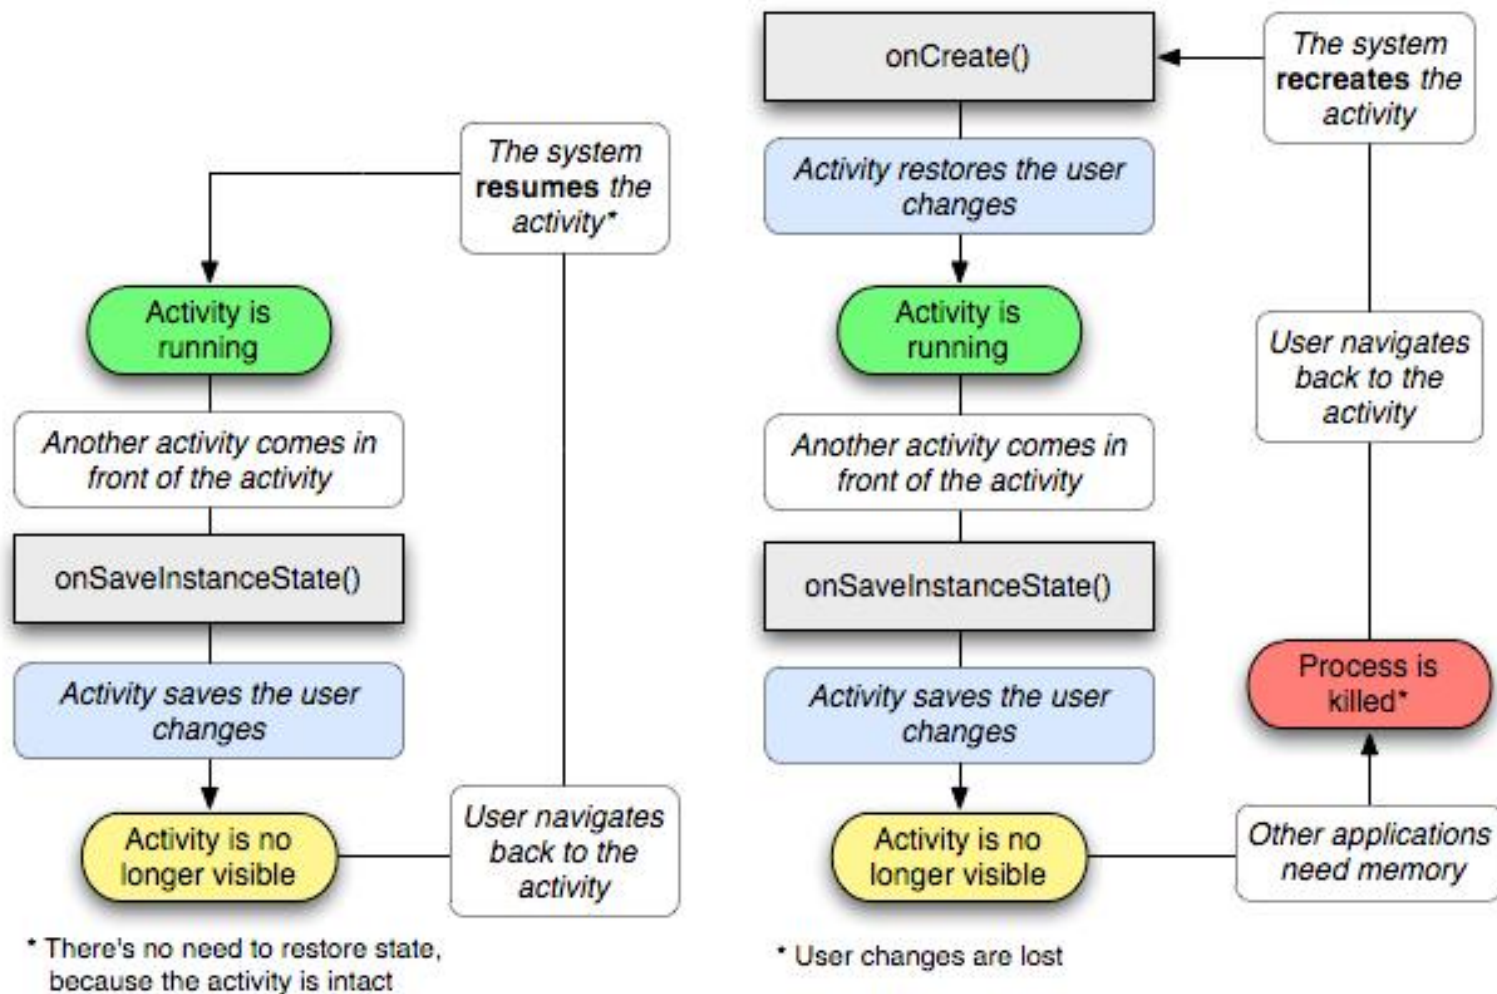 The system
resumes the
activity*
Activity is
running
Another activity comes in
front of the activity
onSaveInstanceState()
Activity saves the user
changes
Activity is no
longer visible
User navigates
back to the
activity
* There's no need to restore state,
because the activity is intact
onCreate()
The system
recreates the
activity
Activity restores the user
changes
Activity is
running
User navigates
back to the
activity
Another activity comes in
front of the activity
onSaveInstanceState()
Activity saves the user
changes
Process is
killed*
Activity is no
longer visible
Other applications
need memory
* User changes are lost